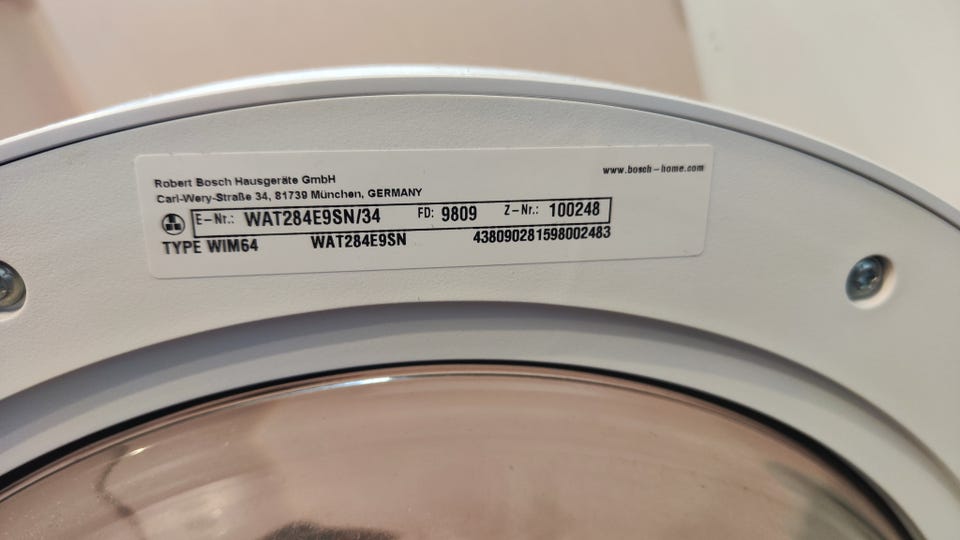 Robert Bosch Hausgeräte GmbH
www.bosch-home.com
Carl-Wery-Straße 34, 81739 München, GERMANY
E-Nr.: WAT284E9SN/34 FD: 9809 Z-Nr.: 100248
TYPE WIM64 WAT284E9SN 438090281598002483